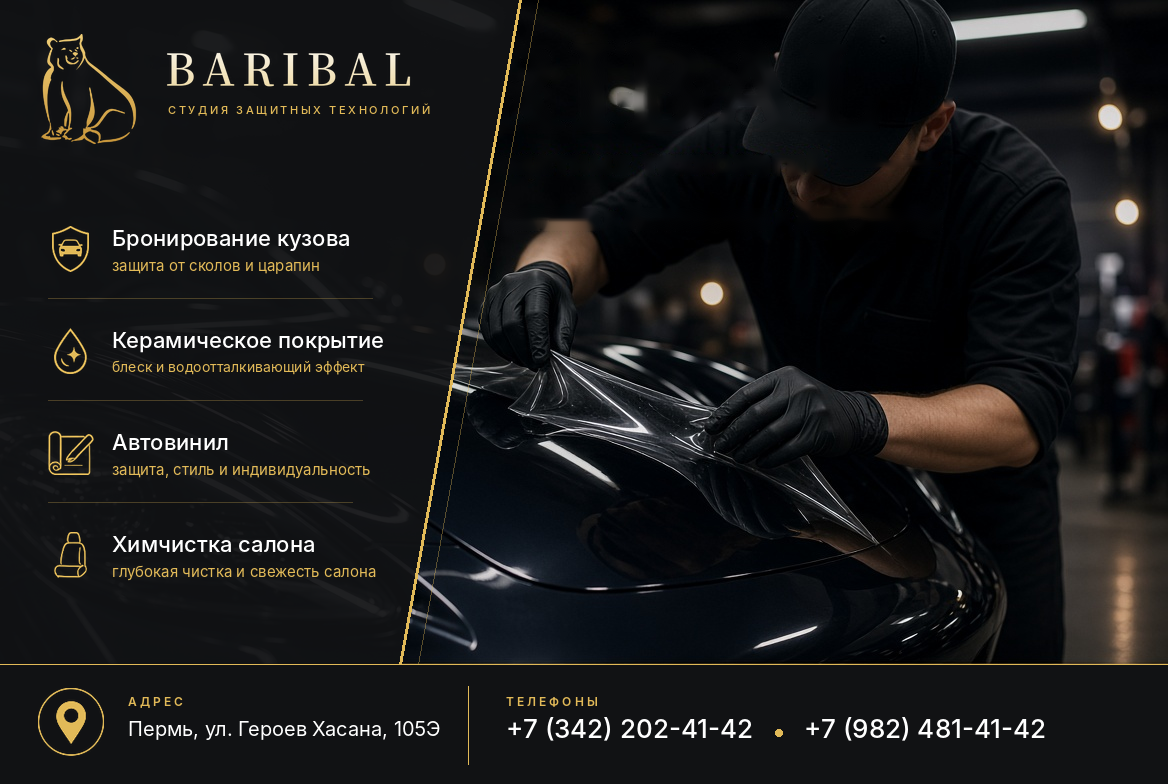 BARIBAL
СТУДИЯ ЗАЩИТНЫХ ТЕХНОЛОГИЙ
Бронирование кузова
защита от сколов и царапин
Керамическое покрытие
блеск и водоотталкивающий эффект
Автовинил
защита, стиль и индивидуальность
Химчистка салона
глубокая чистка и свежесть салона
АДРЕС
Пермь, ул. Героев Хасана, 105Э
ТЕЛЕФОНЫ
+7 (342) 202-41-42 • +7 (982) 481-41-42